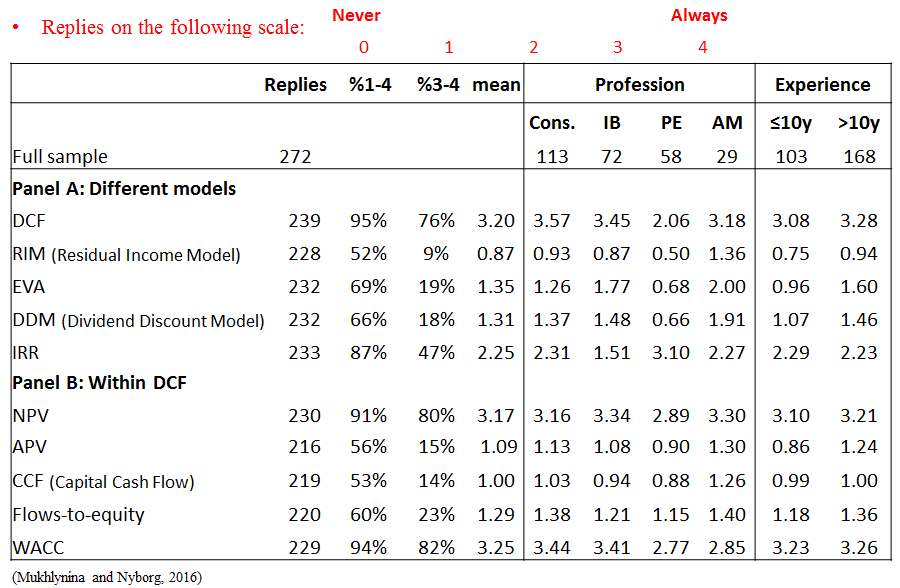 Never Always
• Replies on the following scale:
0 1 2 3 4
Replies %1-4 %3-4 mean Profession Experience
Cons. IB PE AM ≤10y >10y
Full sample 272 113 72 58 29 103 168
Panel A: Different models
DCF 239 95% 76% 3.20 3.57 3.45 2.06 3.18 3.08 3.28
RIM (Residual Income Model) 228 52% 9% 0.87 0.93 0.87 0.50 1.36 0.75 0.94
EVA 232 69% 19% 1.35 1.26 1.77 0.68 2.00 0.96 1.60
DDM (Dividend Discount Model) 232 66% 18% 1.31 1.37 1.48 0.66 1.91 1.07 1.46
IRR 233 87% 47% 2.25 2.31 1.51 3.10 2.27 2.29 2.23
Panel B: Within DCF
NPV 230 91% 80% 3.17 3.16 3.34 2.89 3.30 3.10 3.21
APV 216 56% 15% 1.09 1.13 1.08 0.90 1.30 0.86 1.24
CCF (Capital Cash Flow) 219 53% 14% 1.00 1.03 0.94 0.88 1.26 0.99 1.00
Flows-to-equity 220 60% 23% 1.29 1.38 1.21 1.15 1.40 1.18 1.36
WACC 229 94% 82% 3.25 3.44 3.41 2.77 2.85 3.23 3.26
(Mukhlynina and Nyborg, 2016)